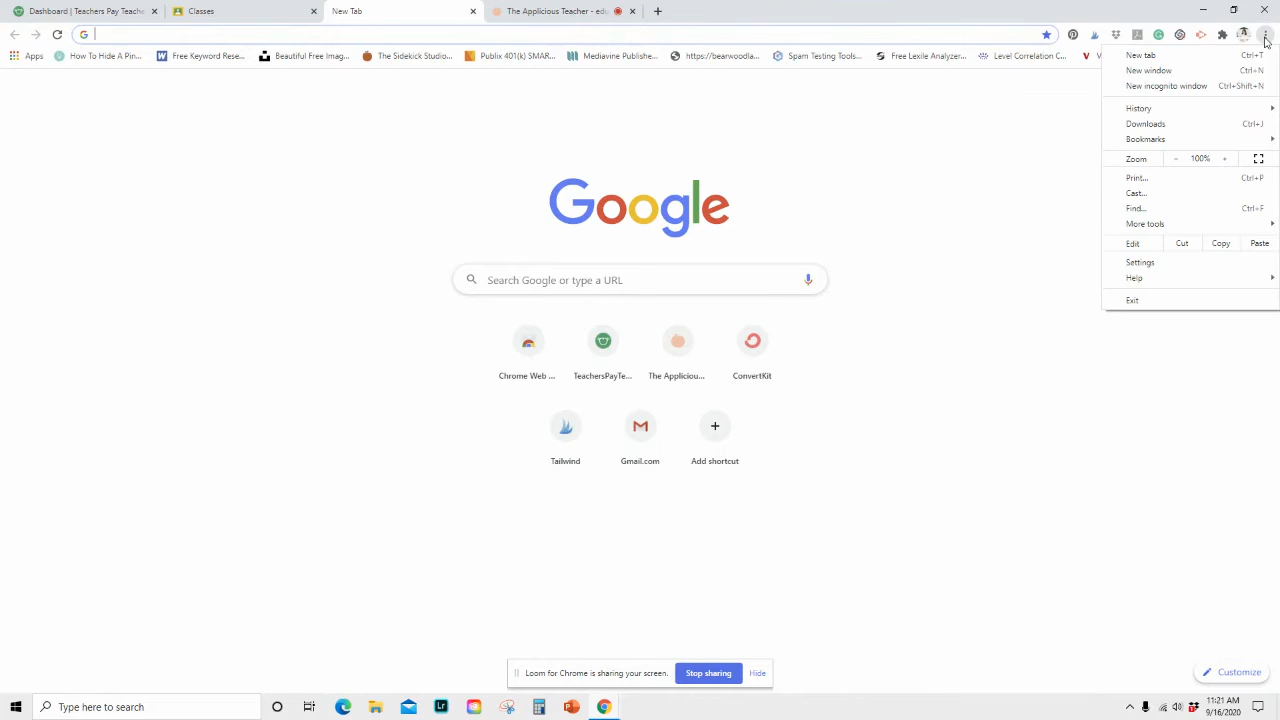 Dashboard | Teachers Pay Teache
Classes
New Tab
The Applicious Teacher - edu
Apps
How To Hide A Pin...
Free Keyword Rese...
Beautiful Free Imag...
The Sidekick Studio...
Publix 401(k) SMAR...
Mediavine Publishe...
https://bearwoodla...
Spam Testing Tools...
Free Lexile Analyzer...
Level Correlation C...
New tab Ctrl+T
New window Ctrl+N
New incognito window Ctrl+Shift+N
History
Downloads Ctrl+J
Bookmarks
Zoom - 100% +
Print... Ctrl+P
Cast...
Find... Ctrl+F
More tools
Edit Cut Copy Paste
Settings
Help
Exit
Google
Search Google or type a URL
Chrome Web ...
TeachersPayTe...
The Appliciou...
ConvertKit
Tailwind
Gmail.com
Add shortcut
Loom for Chrome is sharing your screen. Stop sharing Hide
Customize
Type here to search
Lr
11:21 AM
9/16/2020